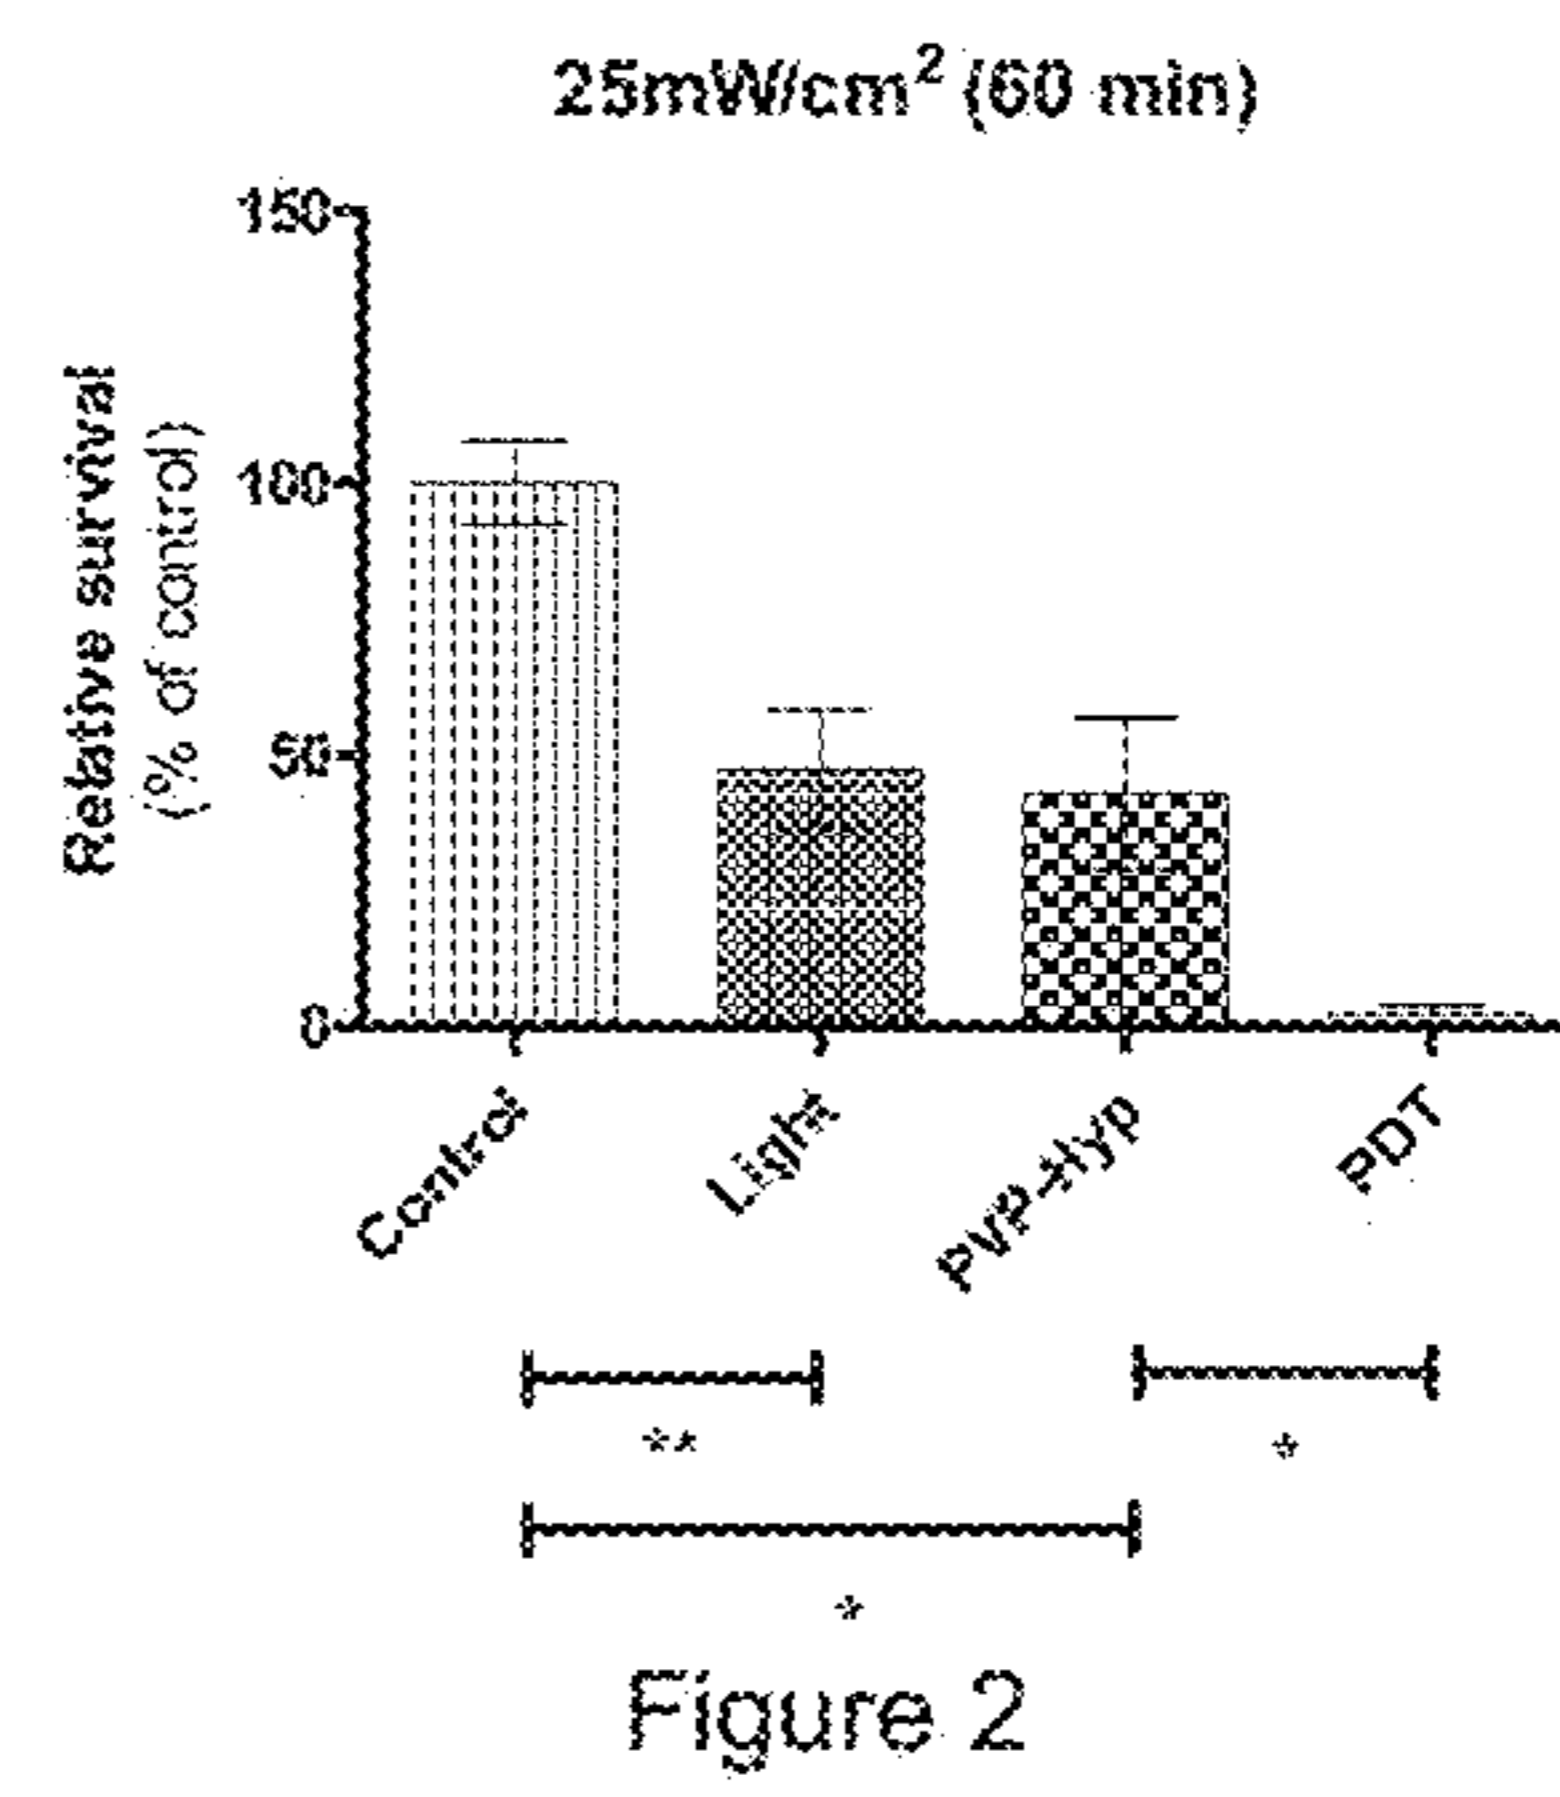 25mW/cm² (60 min)
Relative survival
(% of control)
150
100
50
0
Control
Light
PVP-Hyp
PDT
**
*
*
Figure 2